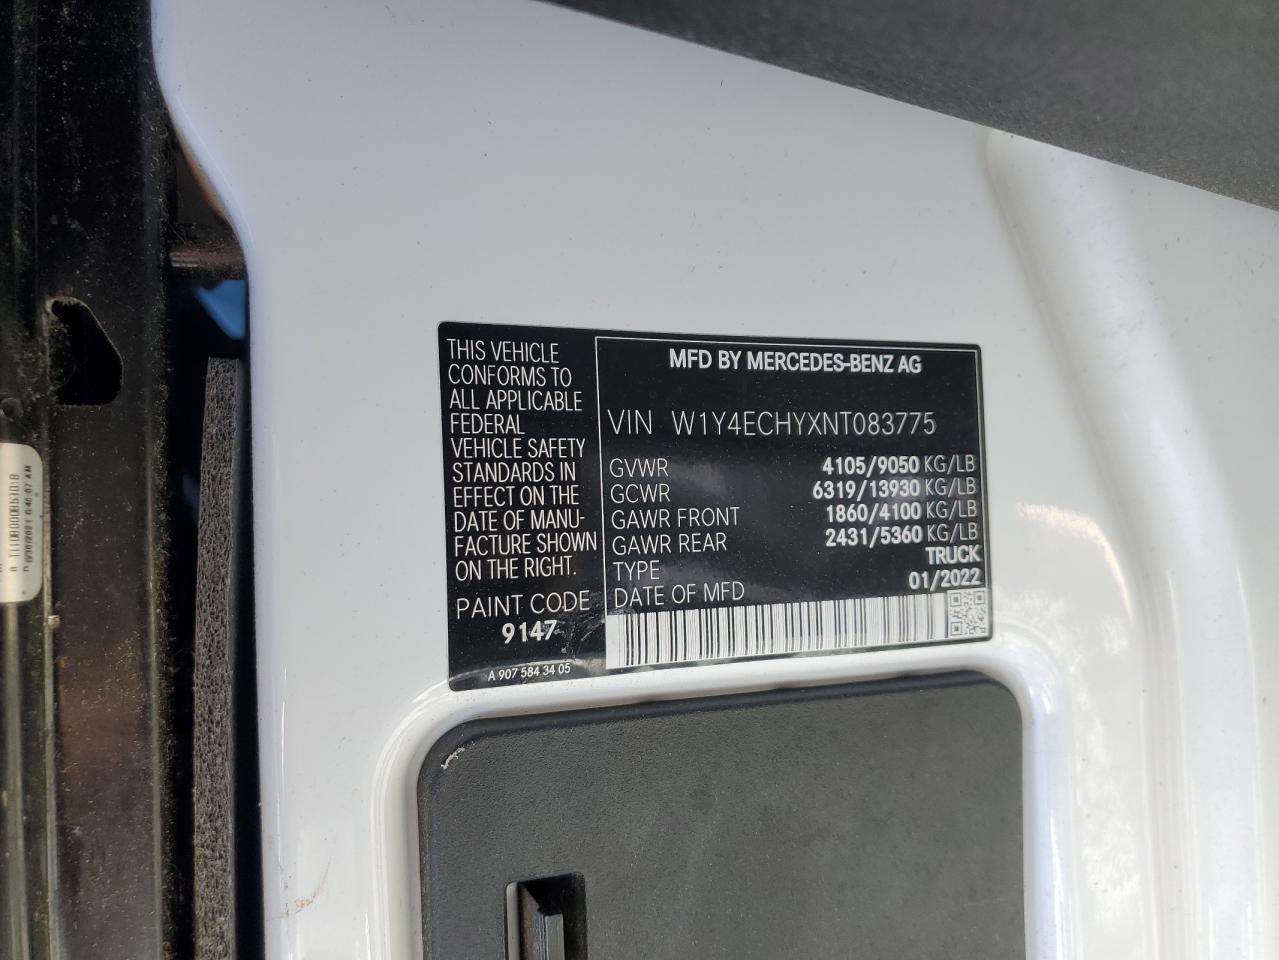 THIS VEHICLE
CONFORMS TO
ALL APPLICABLE
FEDERAL
VEHICLE SAFETY
STANDARDS IN
EFFECT ON THE
DATE OF MANU-
FACTURE SHOWN
ON THE RIGHT.
PAINT CODE
9147
A 907 584 34 05
MFD BY MERCEDES-BENZ AG
VIN W1Y4ECHYXNT083775
GVWR 4105/9050 KG/LB
GCWR 6319/13930 KG/LB
GAWR FRONT 1860/4100 KG/LB
GAWR REAR 2431/5360 KG/LB
TYPE TRUCK
DATE OF MFD 01/2022